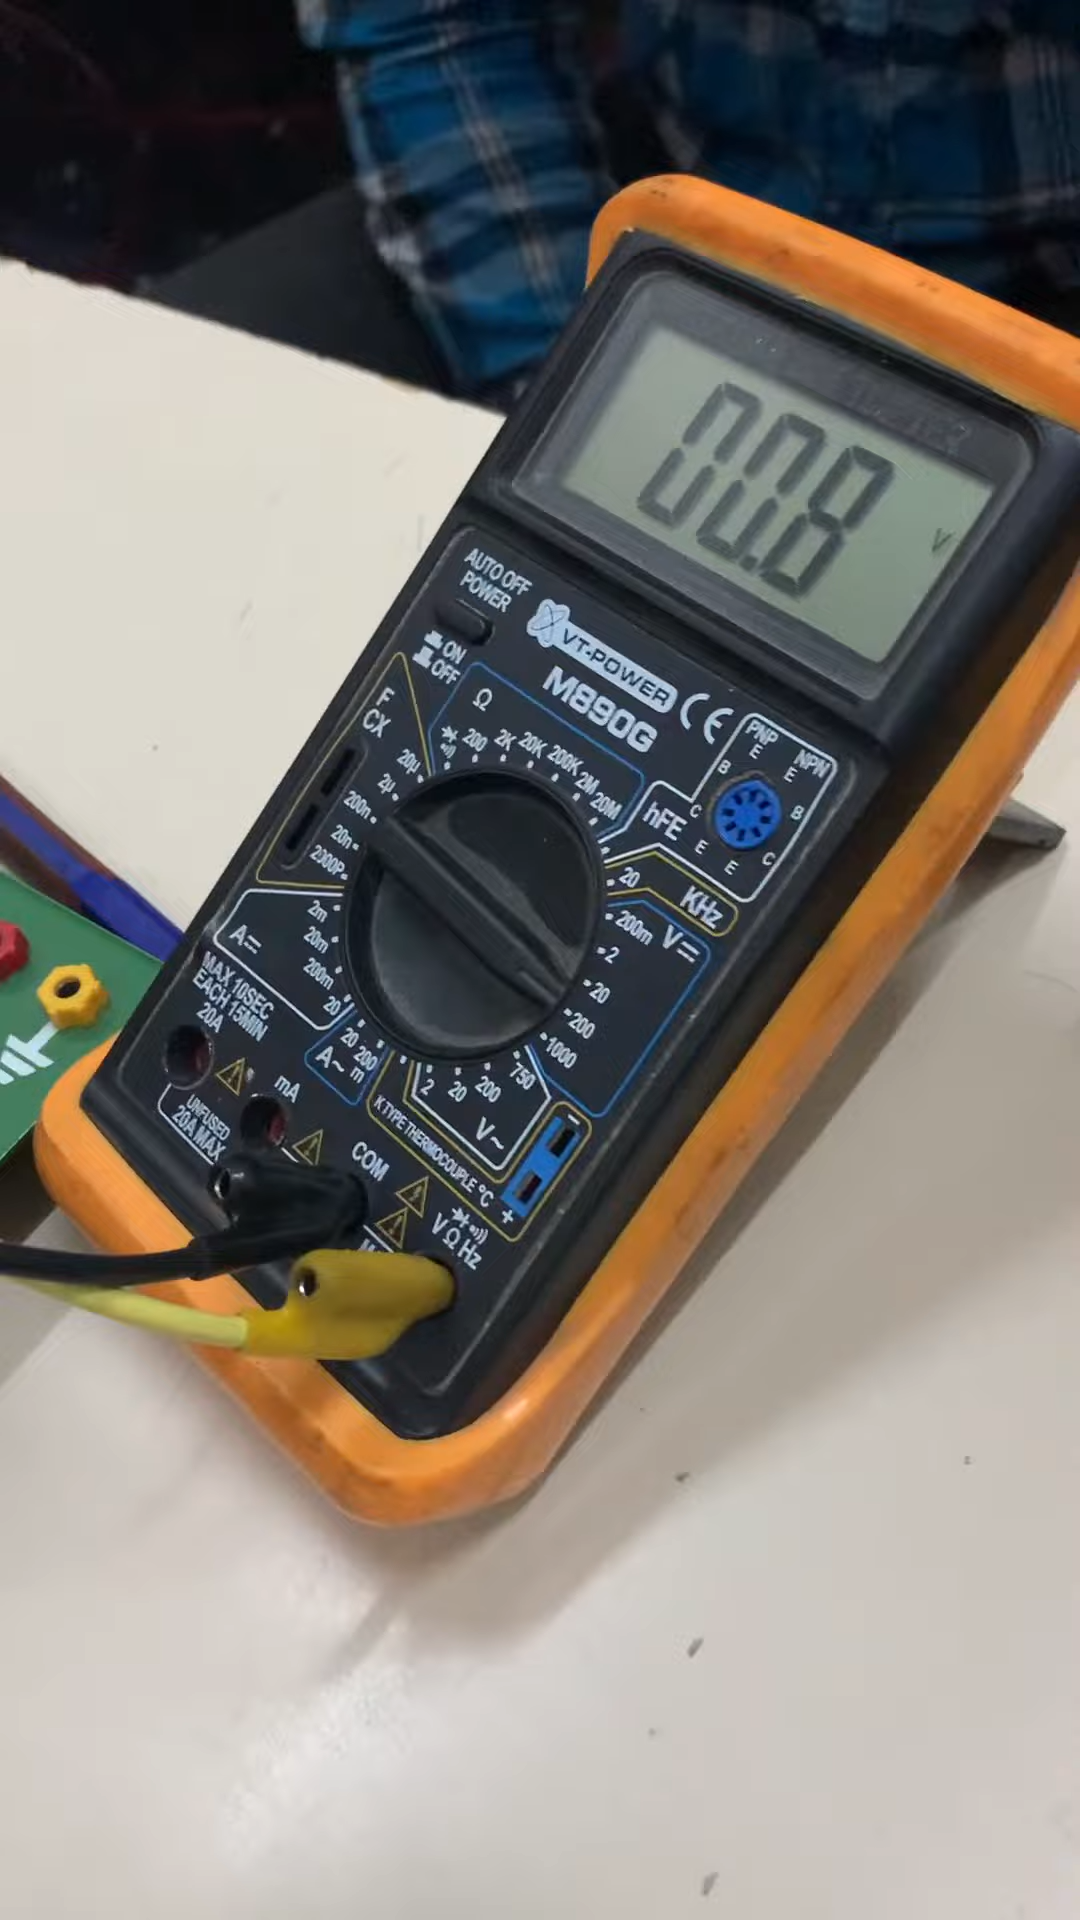 00.8
V
AUTO OFF
POWER
ON
OFF
VT-POWER
M890G
CE
PNP
NPN
E
E
B
B
C
C
E
E
hFE
F
CX
Ω
200
2K
20K
200K
2M
20M
20µ
2µ
200n
20n
2000P
20
KHz
200m
V
2
20
200
1000
A
2m
20m
200m
20
MAX 10SEC
EACH 15MIN
20A
20
200
m
A~
2
20
200
750
V~
mA
UNFUSED
20A MAX
K TYPE THERMOCOUPLE °C
-
+
COM
VΩHz